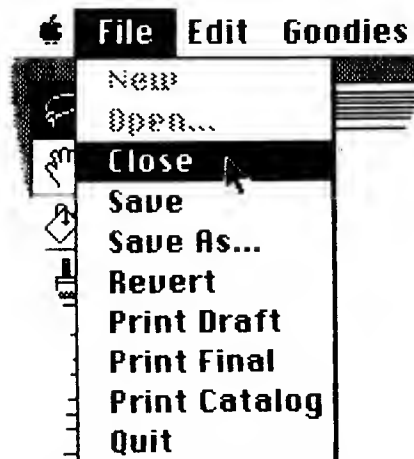 File Edit Goodies
New
Open...
Close
Save
Save As...
Revert
Print Draft
Print Final
Print Catalog
Quit